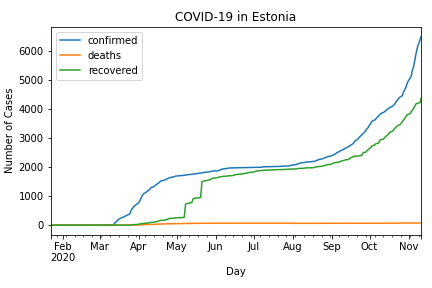 COVID-19 in Estonia
confirmed
deaths
recovered
Number of Cases
6000
5000
4000
3000
2000
1000
0
Feb Mar Apr May Jun Jul Aug Sep Oct Nov
2020
Day